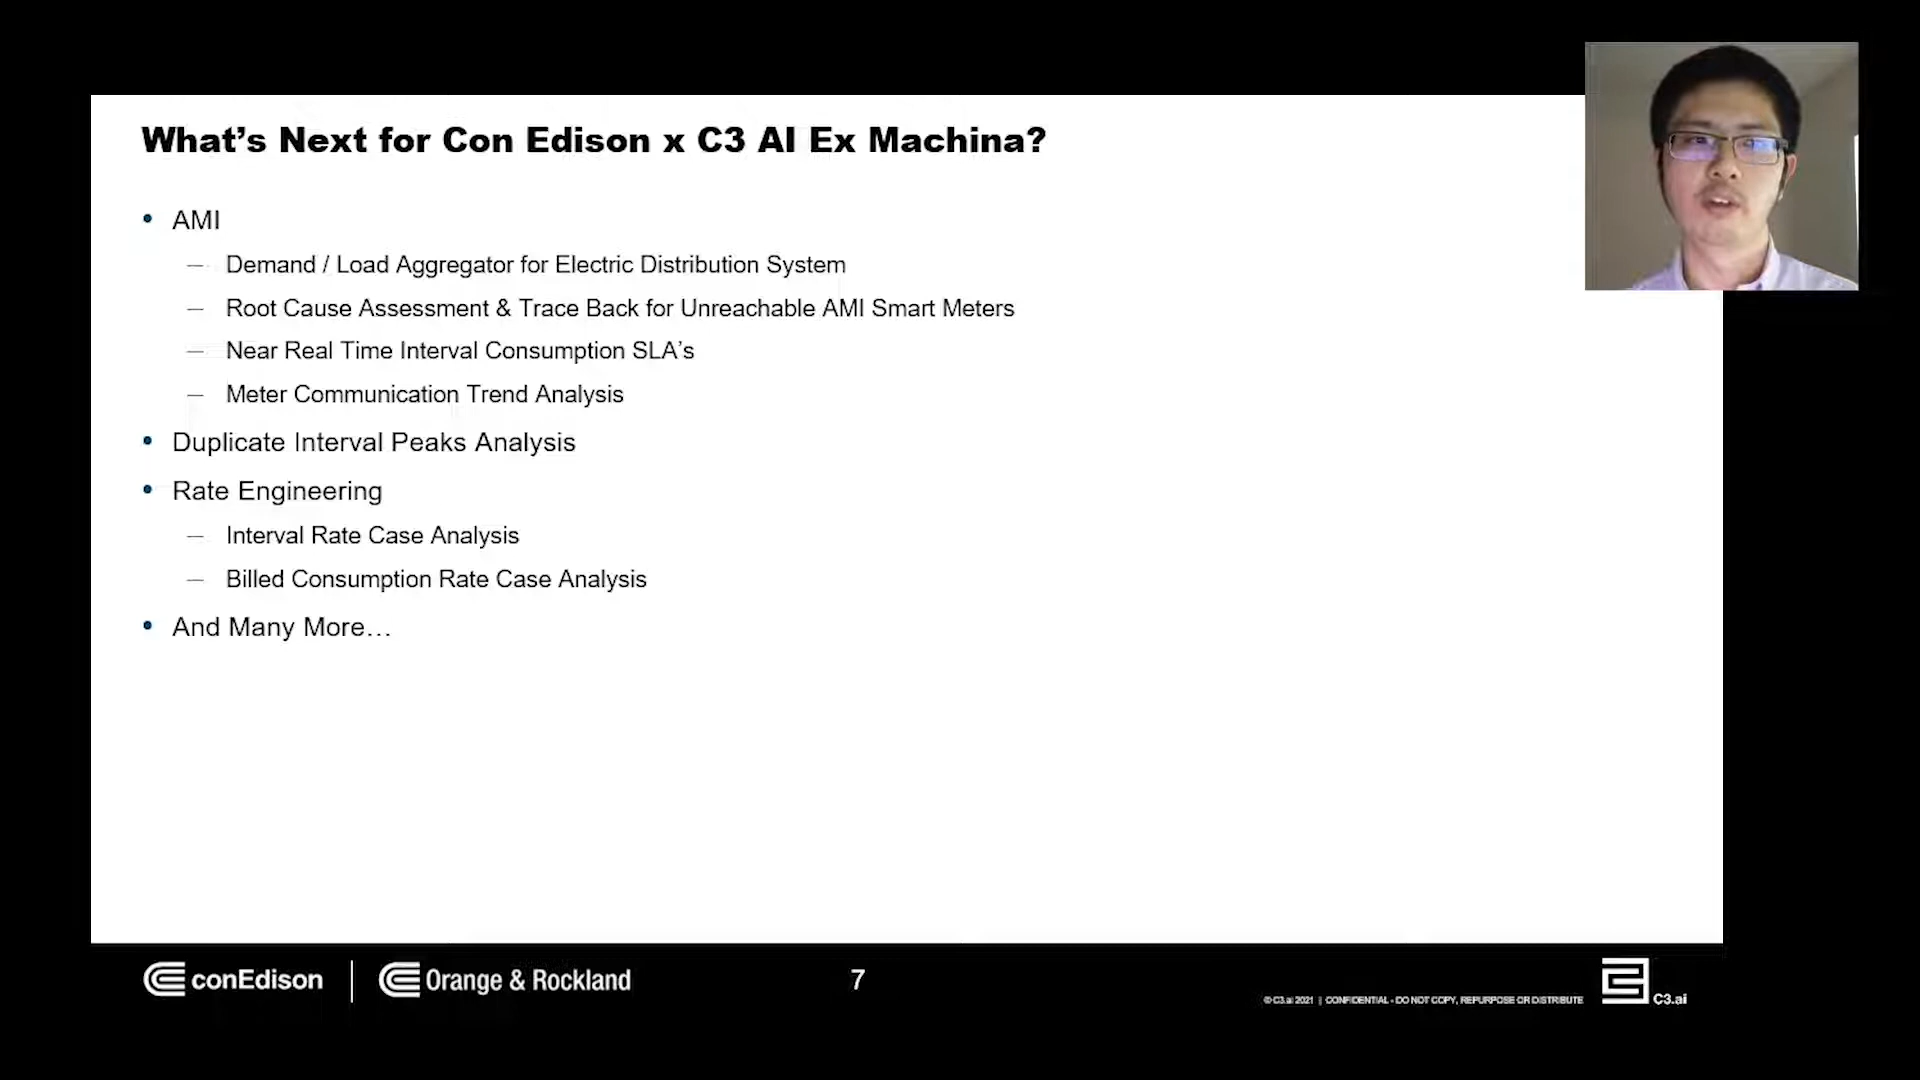 What’s Next for Con Edison x C3 AI Ex Machina?
• AMI
— Demand / Load Aggregator for Electric Distribution System
— Root Cause Assessment & Trace Back for Unreachable AMI Smart Meters
— Near Real Time Interval Consumption SLA’s
— Meter Communication Trend Analysis
• Duplicate Interval Peaks Analysis
• Rate Engineering
— Interval Rate Case Analysis
— Billed Consumption Rate Case Analysis
• And Many More…
conEdison | Orange & Rockland
7
© C3.ai 2021 | CONFIDENTIAL - DO NOT COPY, REPURPOSE OR DISTRIBUTE
C3.ai